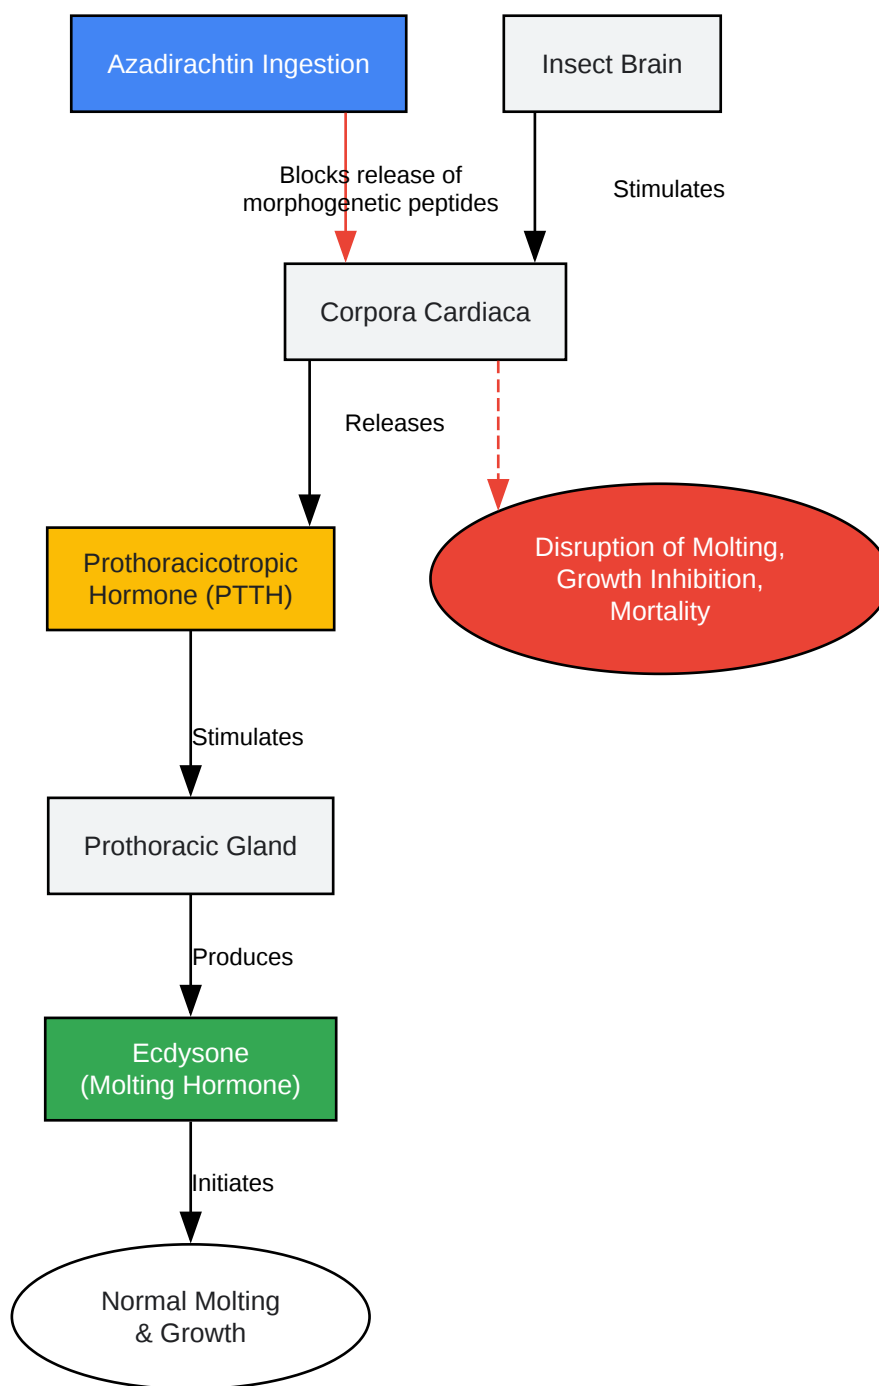 Azadirachtin Ingestion
Insect Brain
Blocks release of
morphogenetic peptides
Stimulates
Corpora Cardiaca
Releases
Prothoracicotropic
Hormone (PTTH)
Disruption of Molting,
Growth Inhibition,
Mortality
Stimulates
Prothoracic Gland
Produces
Ecdysone
(Molting Hormone)
Initiates
Normal Molting
& Growth